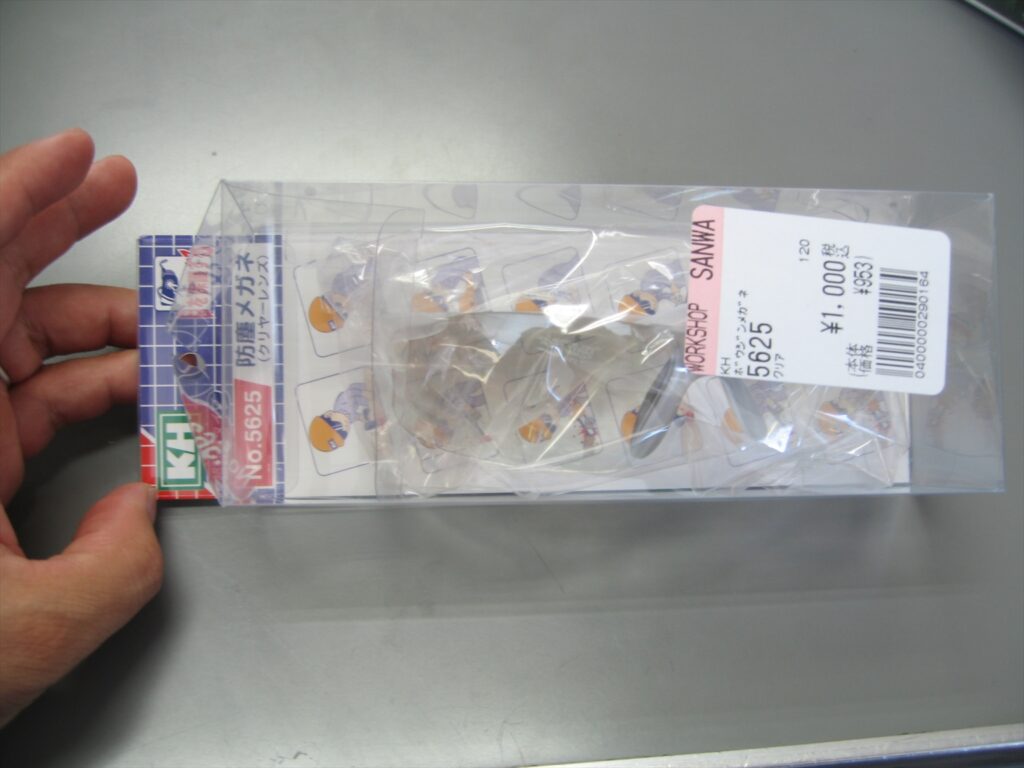 KH
No.5625
防塵メガネ
(クリヤーレンズ)
WORKSHOP SANWA
KH
ボウジンメガネ
5625
クリア
120
¥1,000税込
(本体価格 ¥953)
0400000290164